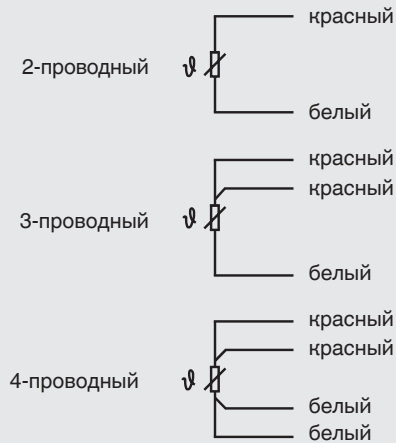 красный
2-проводный ϑ
белый
красный
красный
3-проводный ϑ
белый
красный
красный
4-проводный ϑ
белый
белый